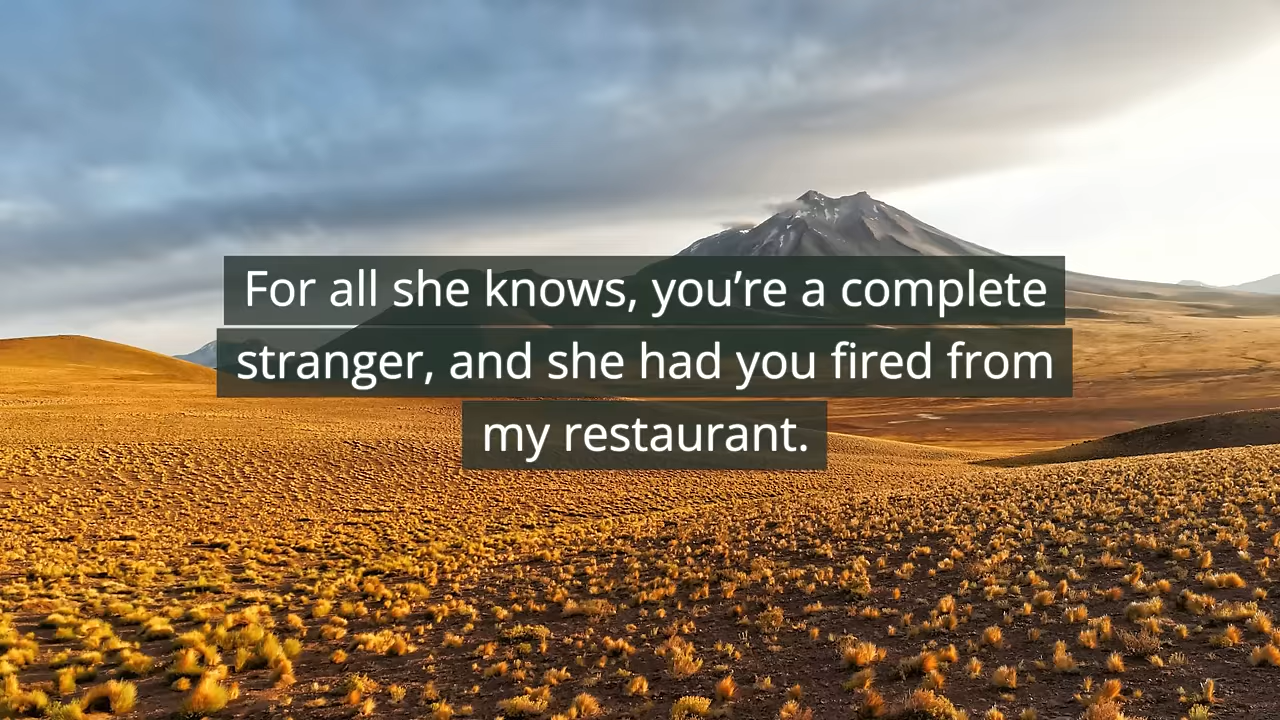 For all she knows, you’re a complete
stranger, and she had you fired from
my restaurant.